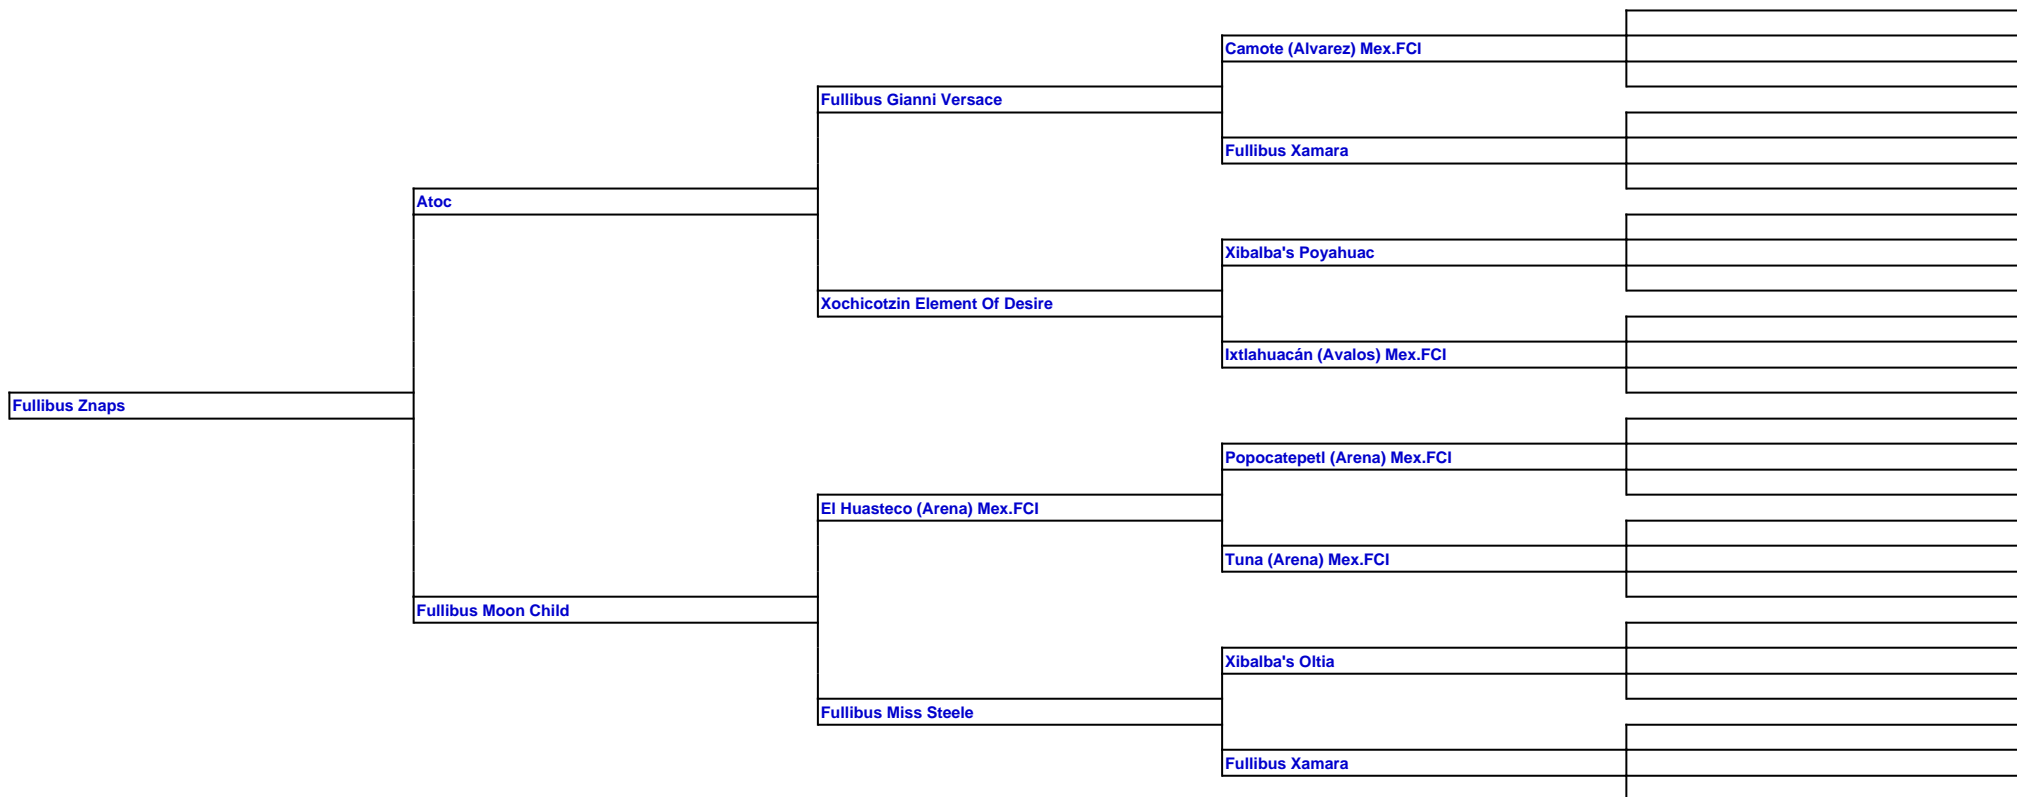 Camote (Alvarez) Mex.FCI
Fullibus Gianni Versace
Fullibus Xamara
Atoc
Xibalba's Poyahuac
Xochicotzin Element Of Desire
Ixtlahuacán (Avalos) Mex.FCI
Fullibus Znaps
Popocatepetl (Arena) Mex.FCI
El Huasteco (Arena) Mex.FCI
Tuna (Arena) Mex.FCI
Fullibus Moon Child
Xibalba's Oltia
Fullibus Miss Steele
Fullibus Xamara